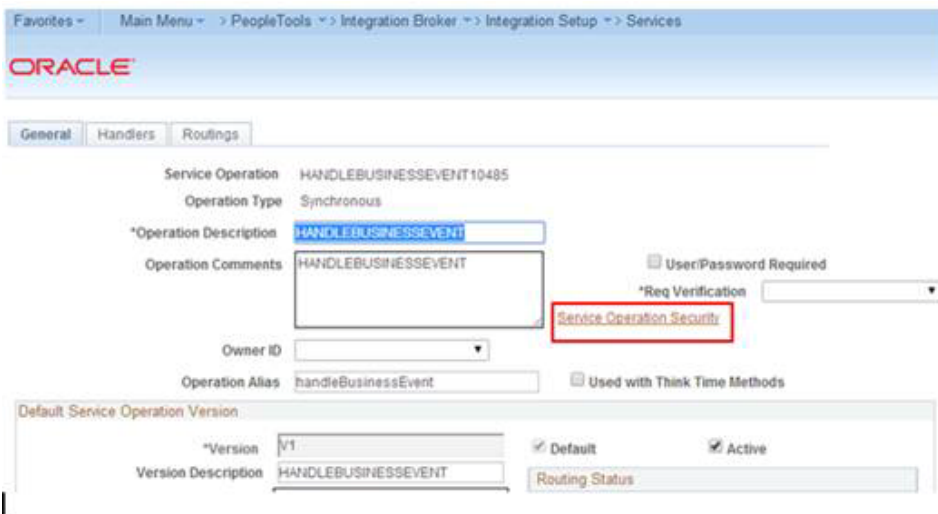 Favorites Main Menu > PeopleTools > Integration Broker > Integration Setup > Services
ORACLE
General Handlers Routings
Service Operation HANDLEBUSINESSEVENT10485
Operation Type Synchronous
*Operation Description HANDLEBUSINESSEVENT
Operation Comments HANDLEBUSINESSEVENT User/Password Required
*Req Verification
Service Operation Security
Owner ID
Operation Alias handleBusinessEvent Used with Think Time Methods
Default Service Operation Version
*Version V1 Default Active
Version Description HANDLEBUSINESSEVENT Routing Status